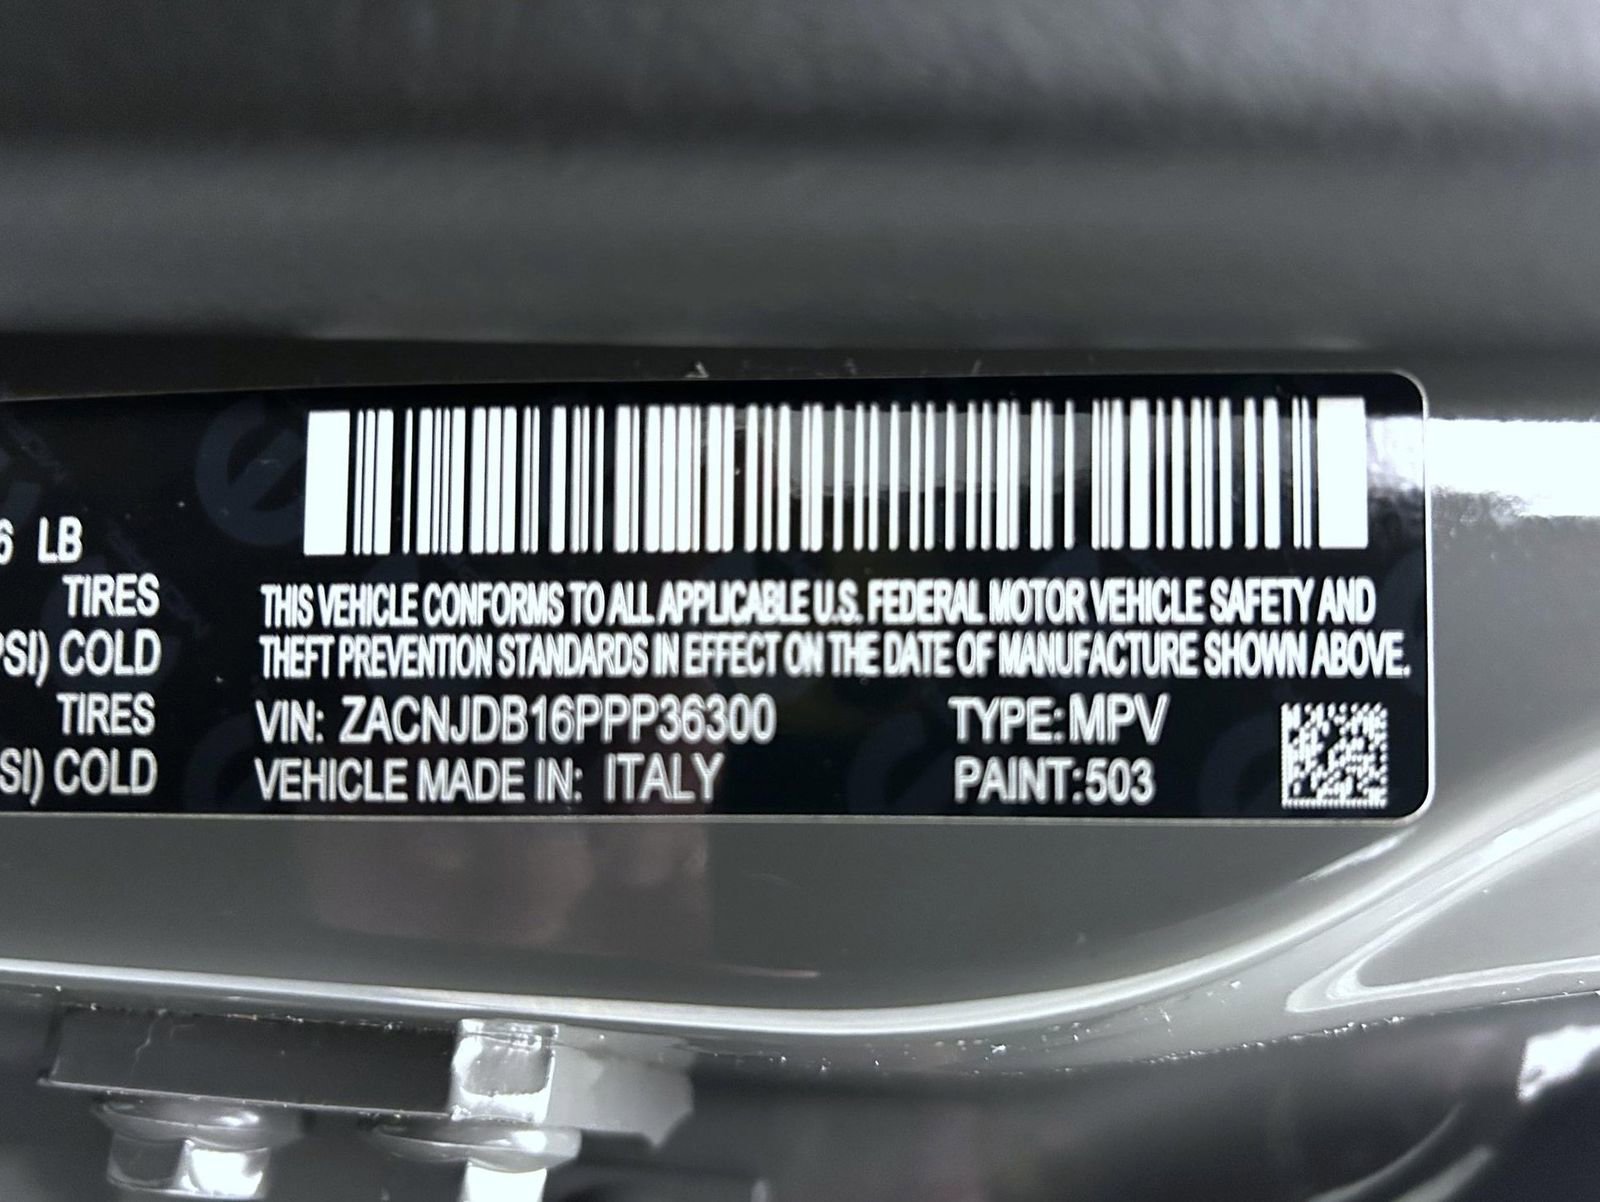 6 LB
TIRES
PSI) COLD
TIRES
SI) COLD
THIS VEHICLE CONFORMS TO ALL APPLICABLE U.S. FEDERAL MOTOR VEHICLE SAFETY AND
THEFT PREVENTION STANDARDS IN EFFECT ON THE DATE OF MANUFACTURE SHOWN ABOVE.
VIN: ZACNJDB16PPP36300 TYPE: MPV
VEHICLE MADE IN: ITALY PAINT: 503